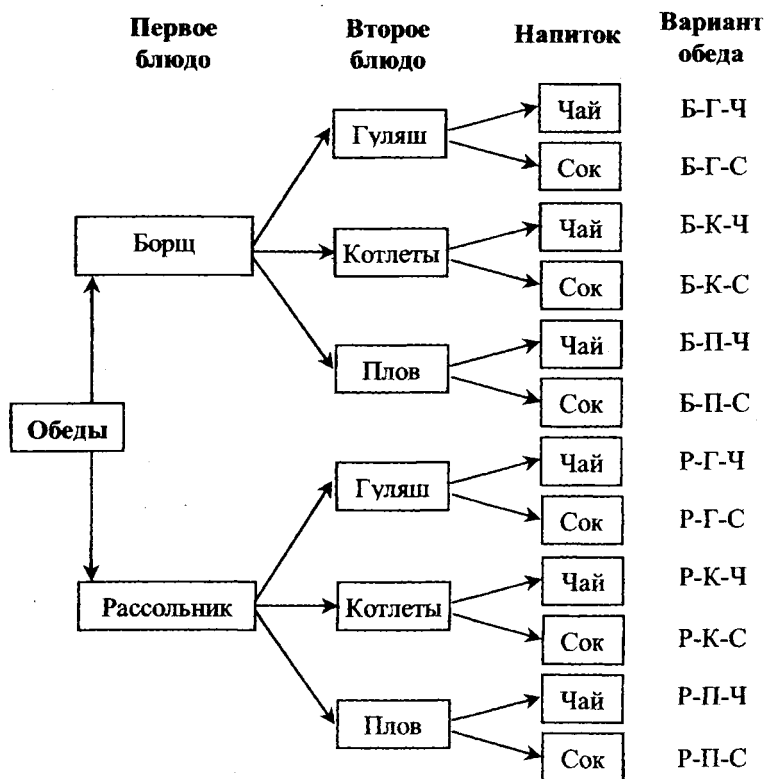 Первое
блюдо
Второе
блюдо
Напиток
Вариант
обеда
Чай
Б-Г-Ч
Гуляш
Сок
Б-Г-С
Борщ
Чай
Б-К-Ч
Котлеты
Сок
Б-К-С
Чай
Б-П-Ч
Плов
Сок
Б-П-С
Обеды
Чай
Р-Г-Ч
Гуляш
Сок
Р-Г-С
Рассольник
Чай
Р-К-Ч
Котлеты
Сок
Р-К-С
Чай
Р-П-Ч
Плов
Сок
Р-П-С